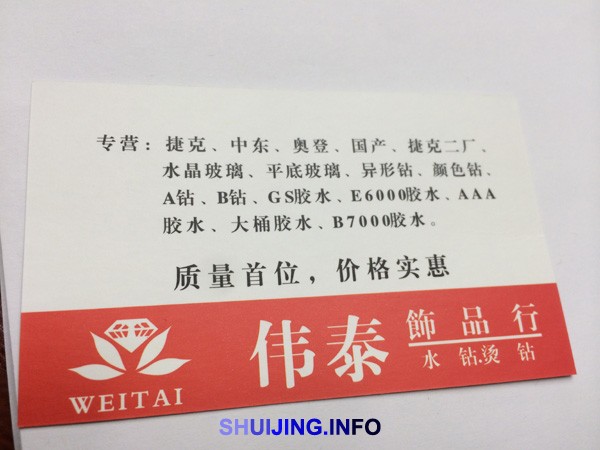 专营：捷克、中东、奥登、国产、捷克二厂、
水晶玻璃、平底玻璃、异形钻、颜色钻、
A钻、B钻、GS胶水、E6000胶水、AAA
胶水、大桶胶水、B7000胶水。
质量首位，价格实惠
WEITAI
伟泰
飾品行
水钻.烫钻
SHUIJING.INFO